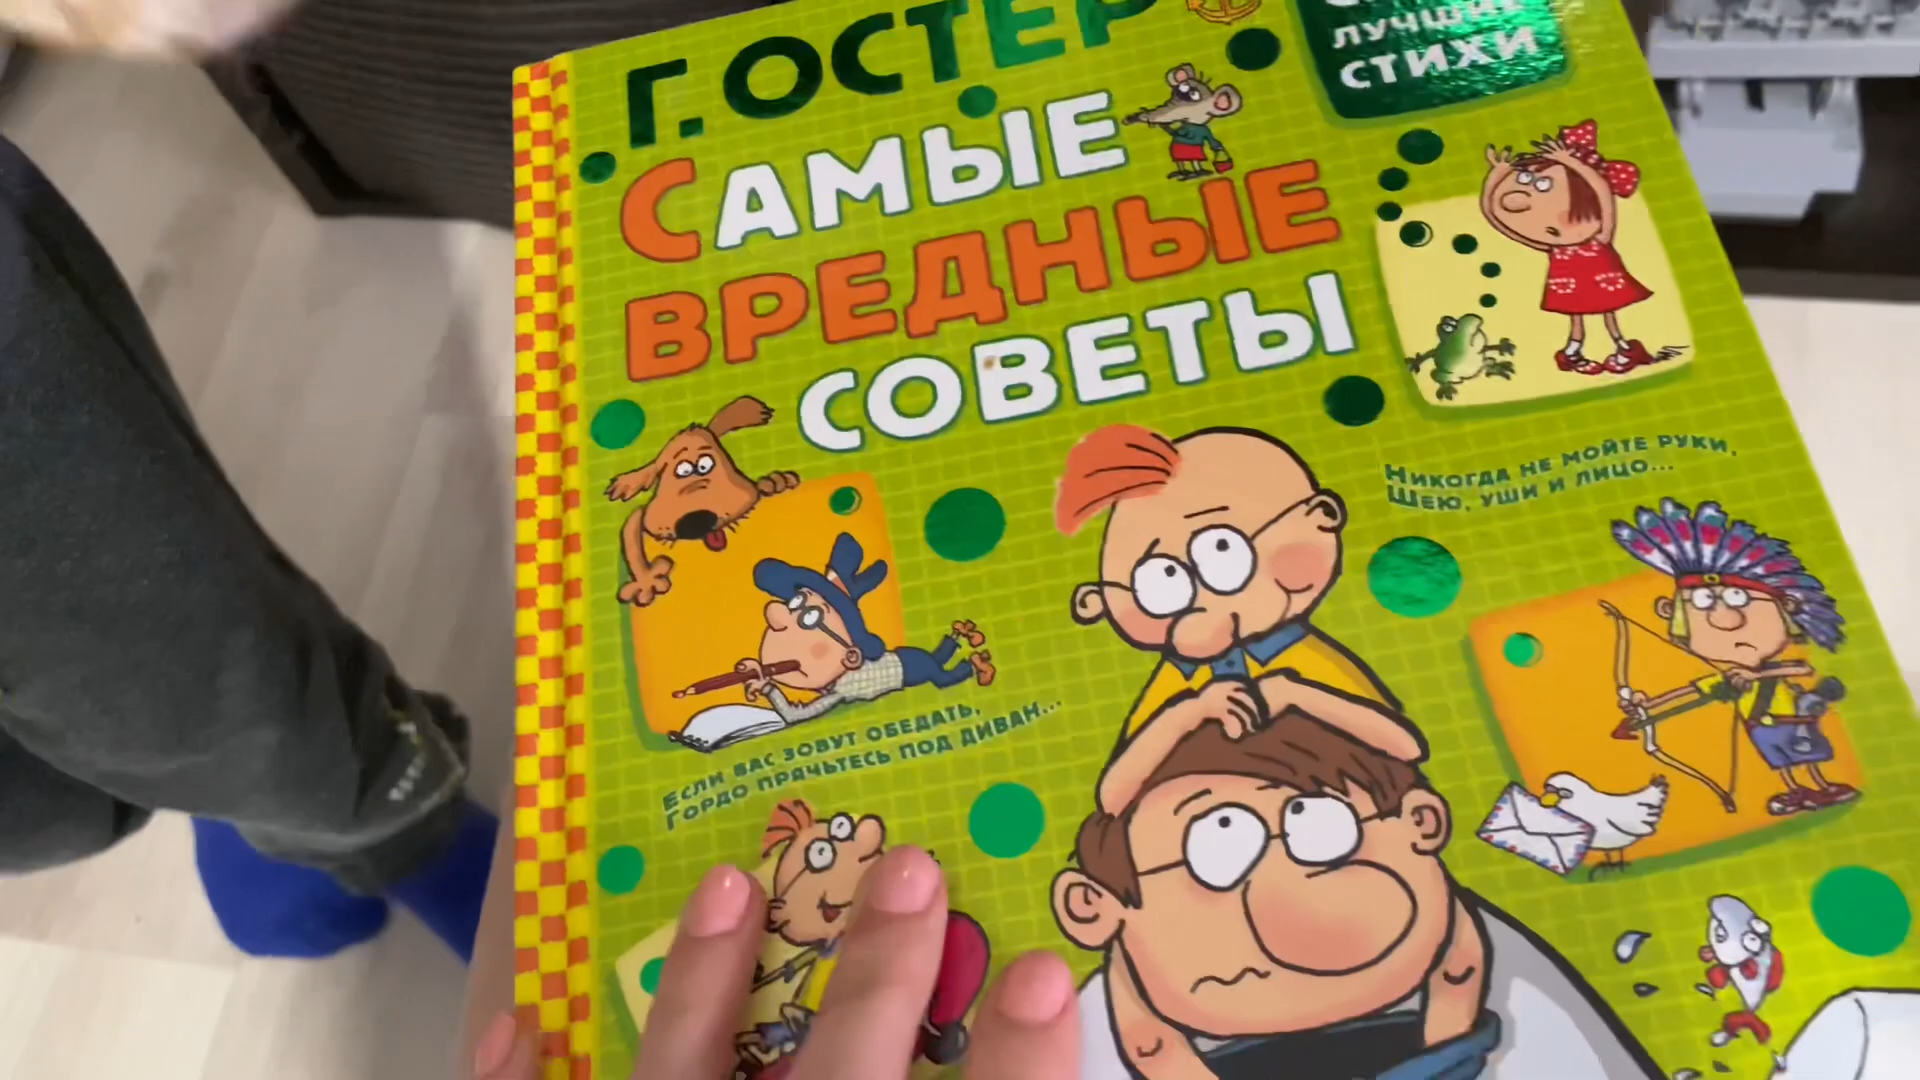 Г. ОСТЕР
ЛУЧШИЕ
СТИХИ
САМЫЕ
ВРЕДНЫЕ
СОВЕТЫ
НИКОГДА НЕ МОЙТЕ РУКИ,
ШЕЮ, УШИ И ЛИЦО...
ЕСЛИ ВАС ЗОВУТ ОБЕДАТЬ,
ГОРДО ПРЯЧЬТЕСЬ ПОД ДИВАН...